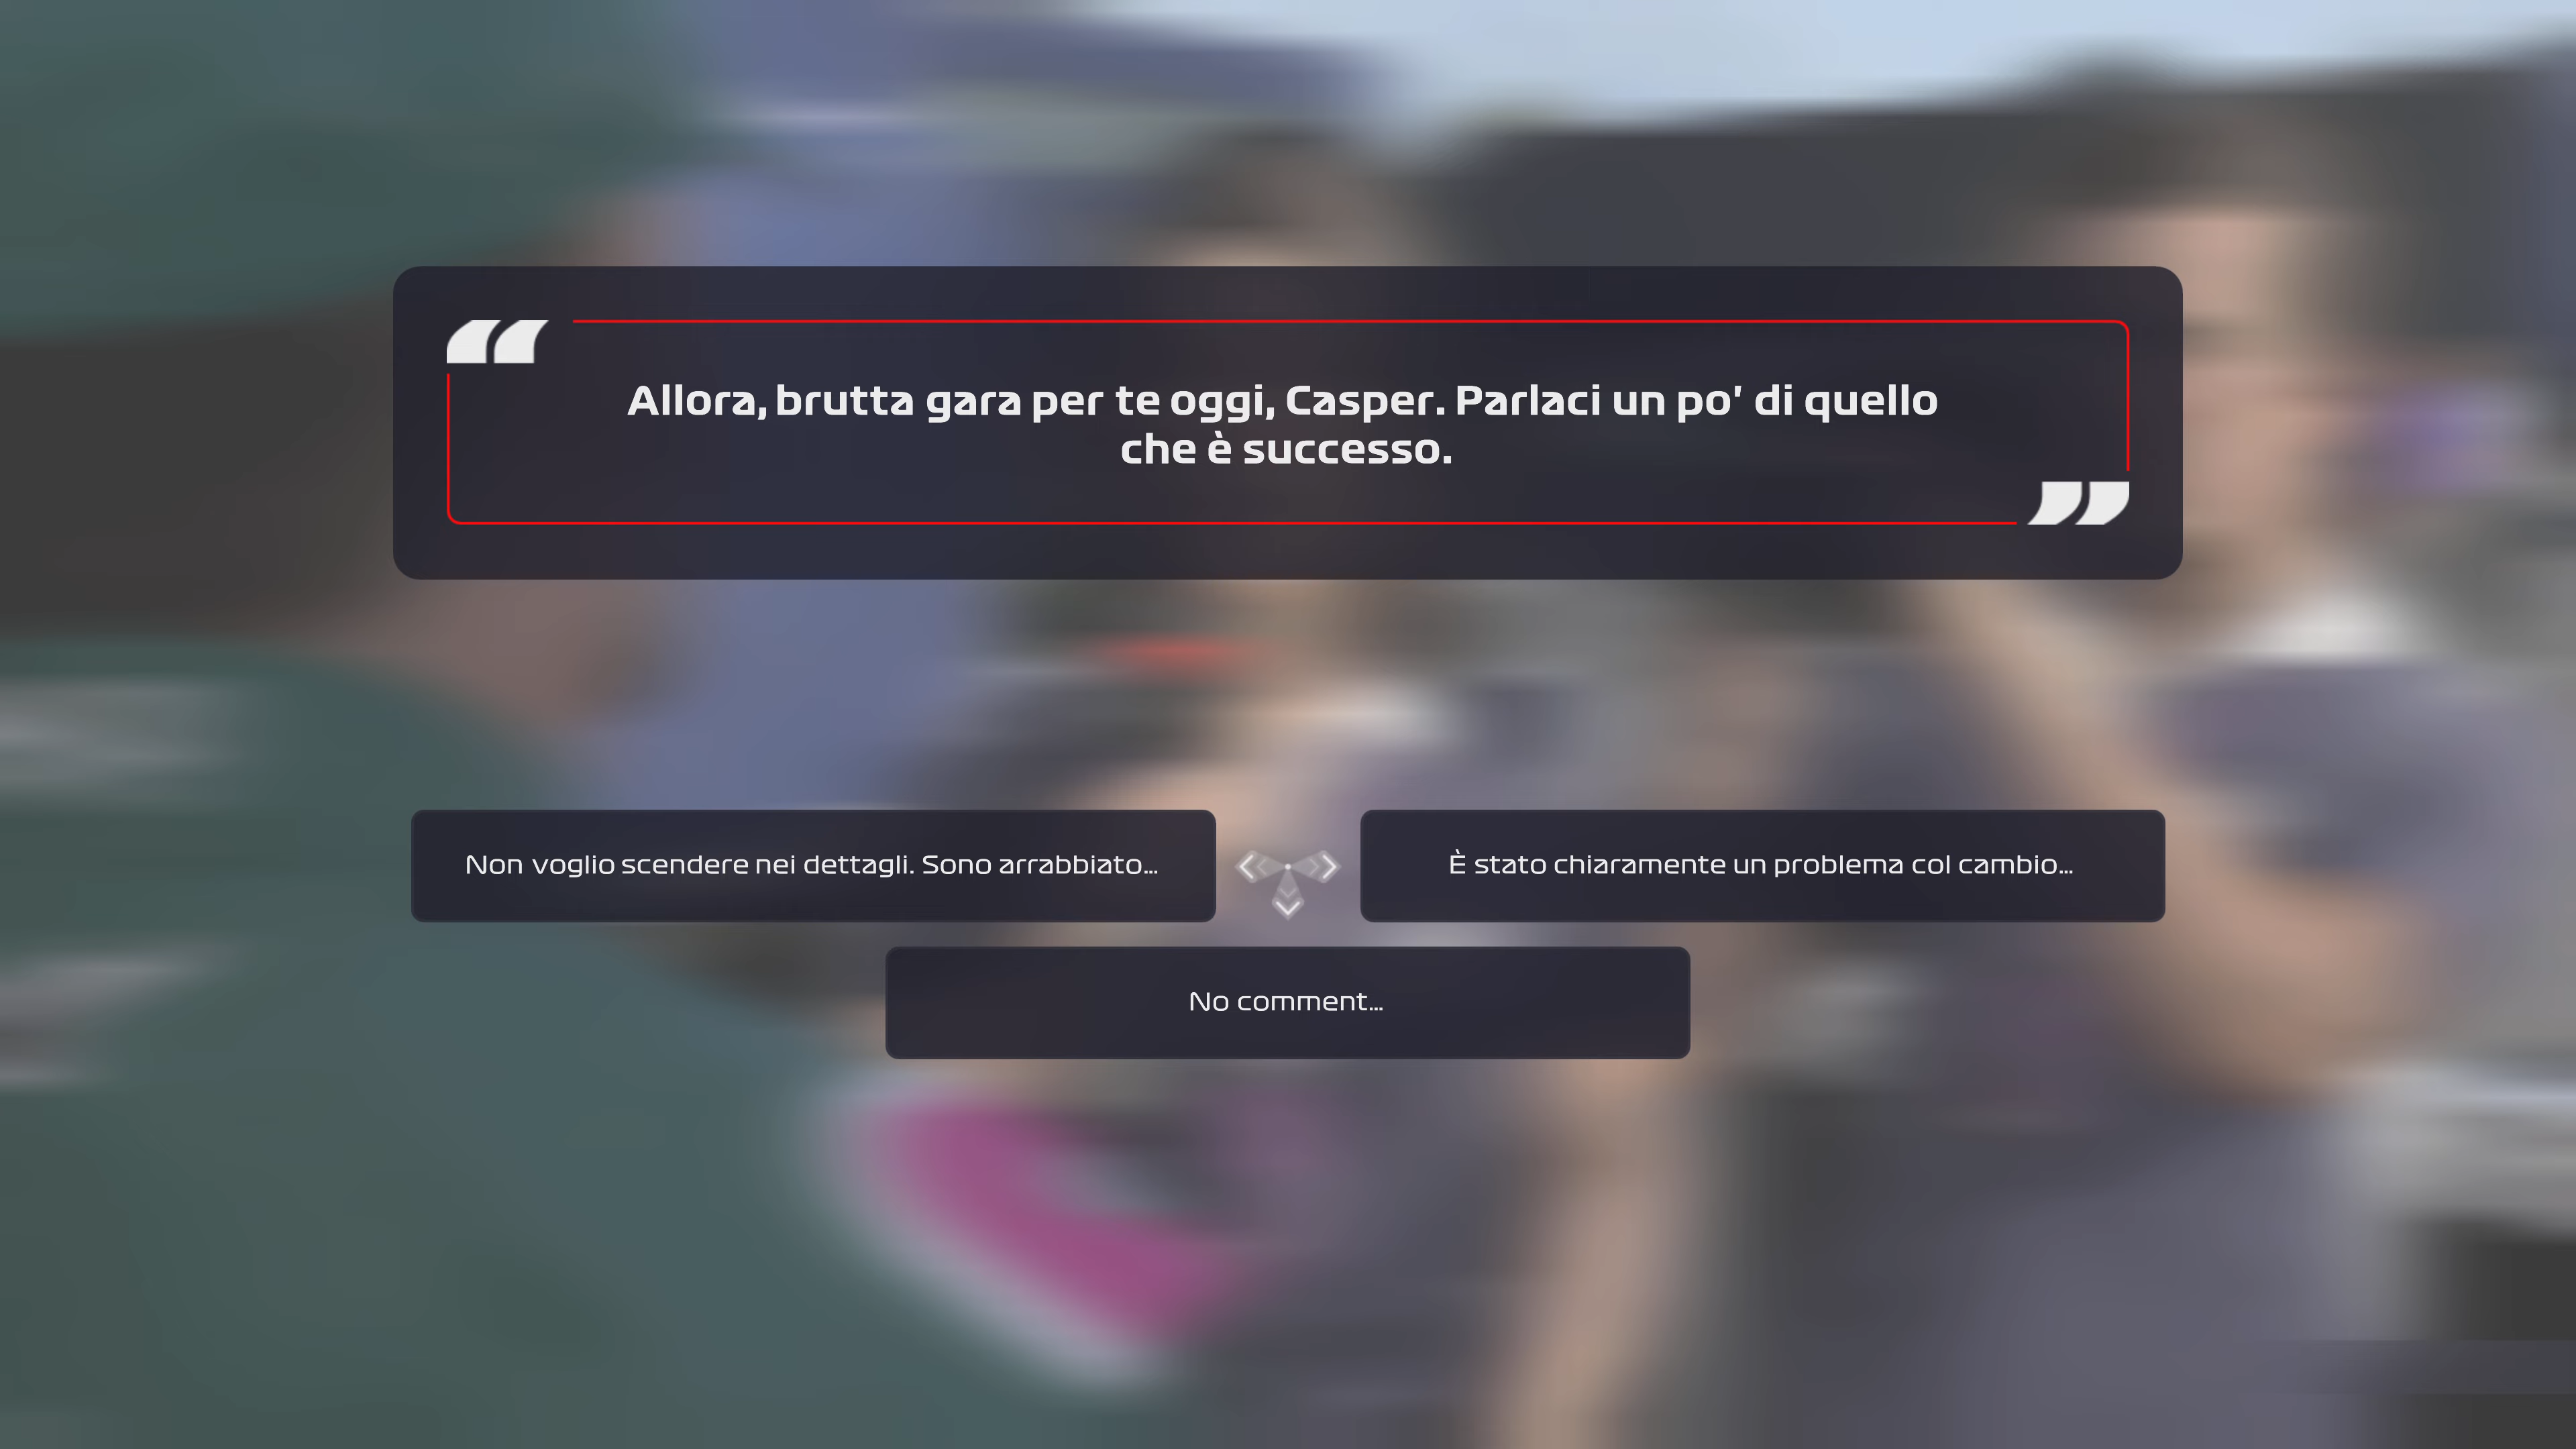 Allora, brutta gara per te oggi, Casper. Parlaci un po' di quello
che è successo.
Non voglio scendere nei dettagli. Sono arrabbiato...
È stato chiaramente un problema col cambio...
No comment...